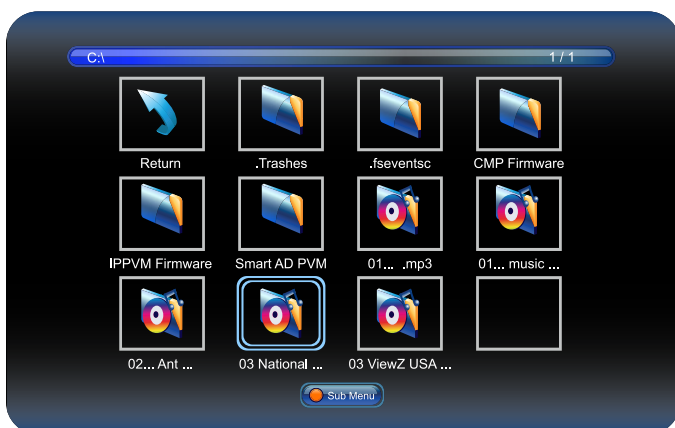 C:\ 1 / 1
Return .Trashes .fseventsc CMP Firmware
IPPVM Firmware Smart AD PVM 01... .mp3 01... music ...
02... Ant ... 03 National ... 03 ViewZ USA ...
Sub Menu